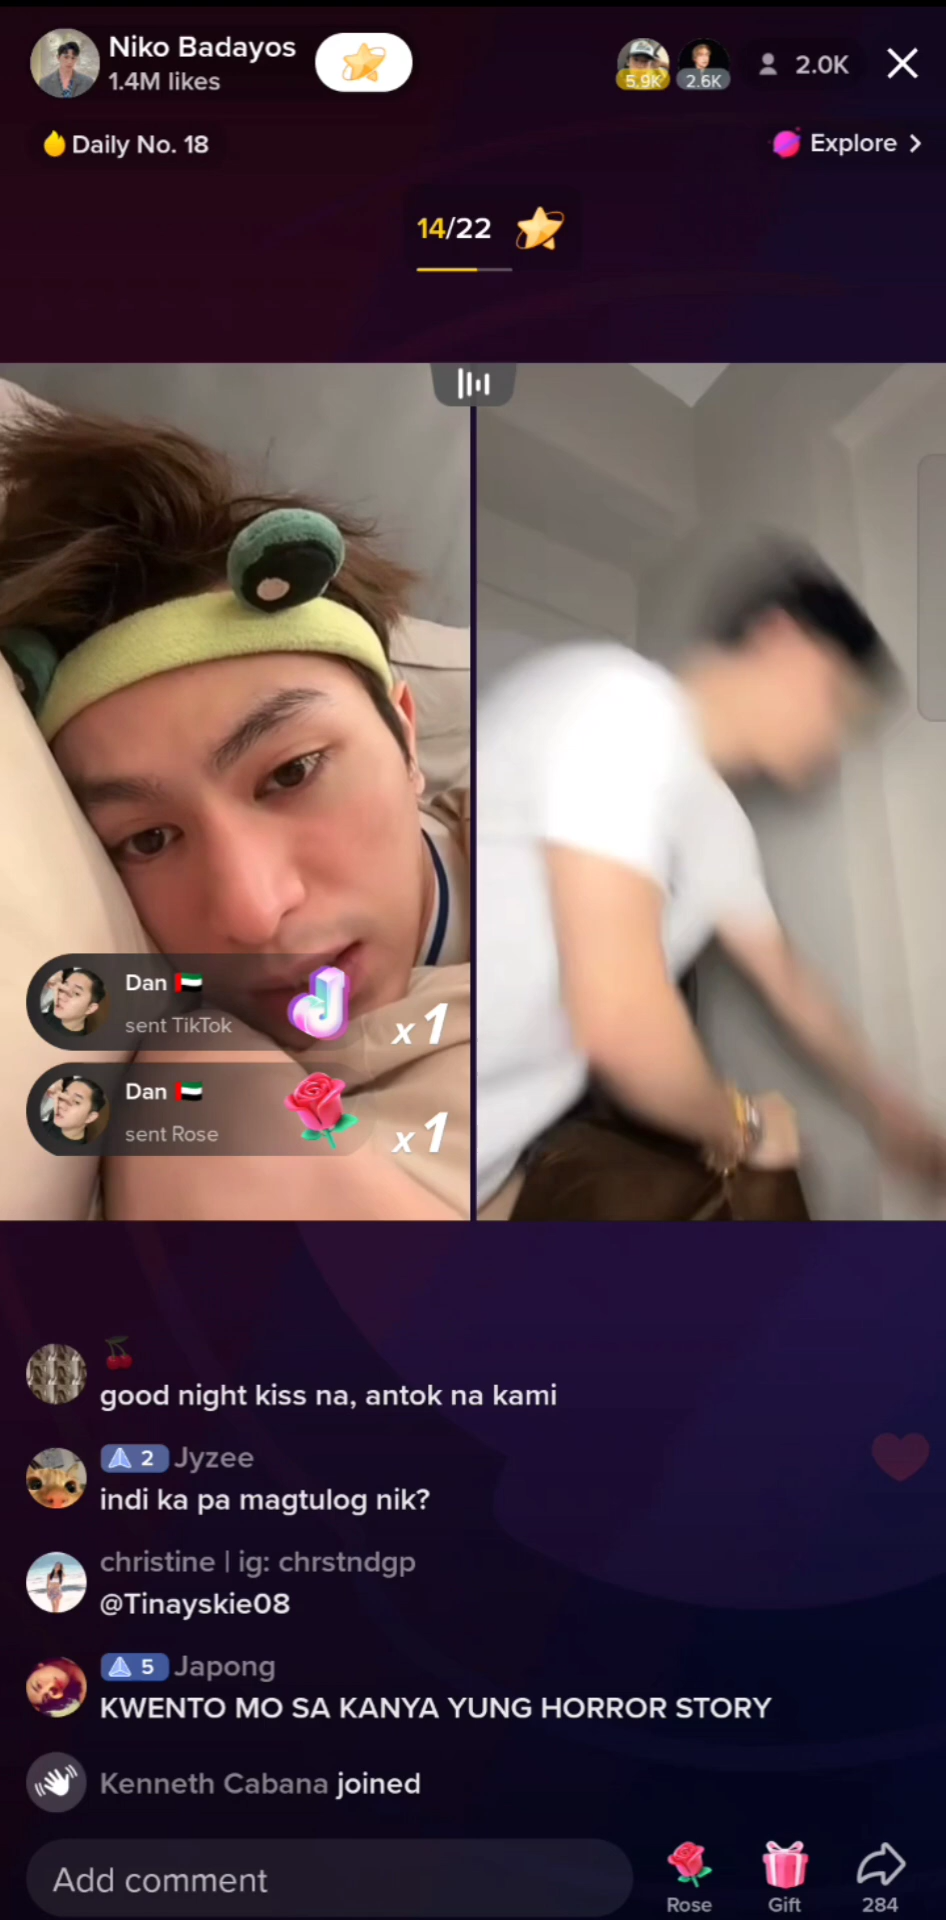 Niko Badayos
1.4M likes
5.9K
2.6K
2.0K
Daily No. 18
Explore
14/22
Dan
sent TikTok
x1
Dan
sent Rose
x1
good night kiss na, antok na kami
2 Jyzee
indi ka pa magtulog nik?
christine | ig: chrstndgp
@Tinayskie08
5 Japong
KWENTO MO SA KANYA YUNG HORROR STORY
Kenneth Cabana joined
Add comment
Rose
Gift
284